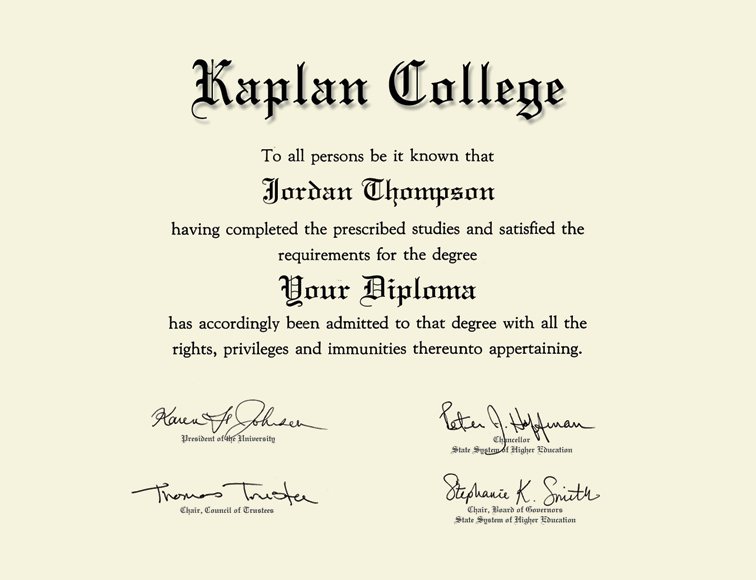 Kaplan College
To all persons be it known that
Jordan Thompson
having completed the prescribed studies and satisfied the
requirements for the degree
Your Diploma
has accordingly been admitted to that degree with all the
rights, privileges and immunities thereunto appertaining.
Karen F Johnsen
President of the University
Peter J. Hoffman
Chancellor
State System of Higher Education
Thomas Trustee
Chair, Council of Trustees
Stephanie K. Smith
Chair, Board of Governors
State System of Higher Education